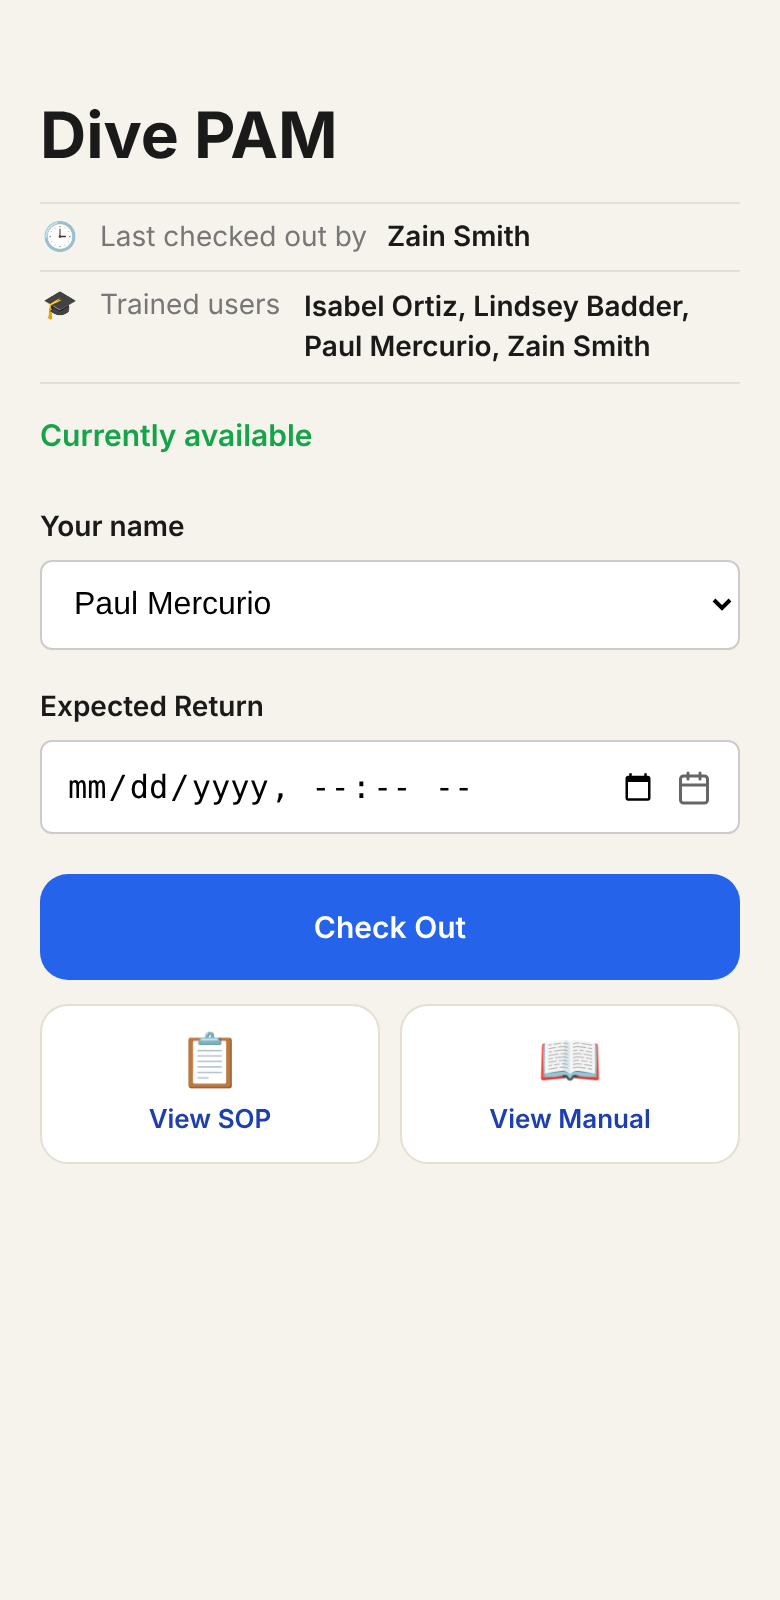 Dive PAM
Last checked out by Zain Smith
Trained users Isabel Ortiz, Lindsey Badder,
Paul Mercurio, Zain Smith
Currently available
Your name
Paul Mercurio
Expected Return
mm/dd/yyyy, --:-- --
Check Out
View SOP
View Manual